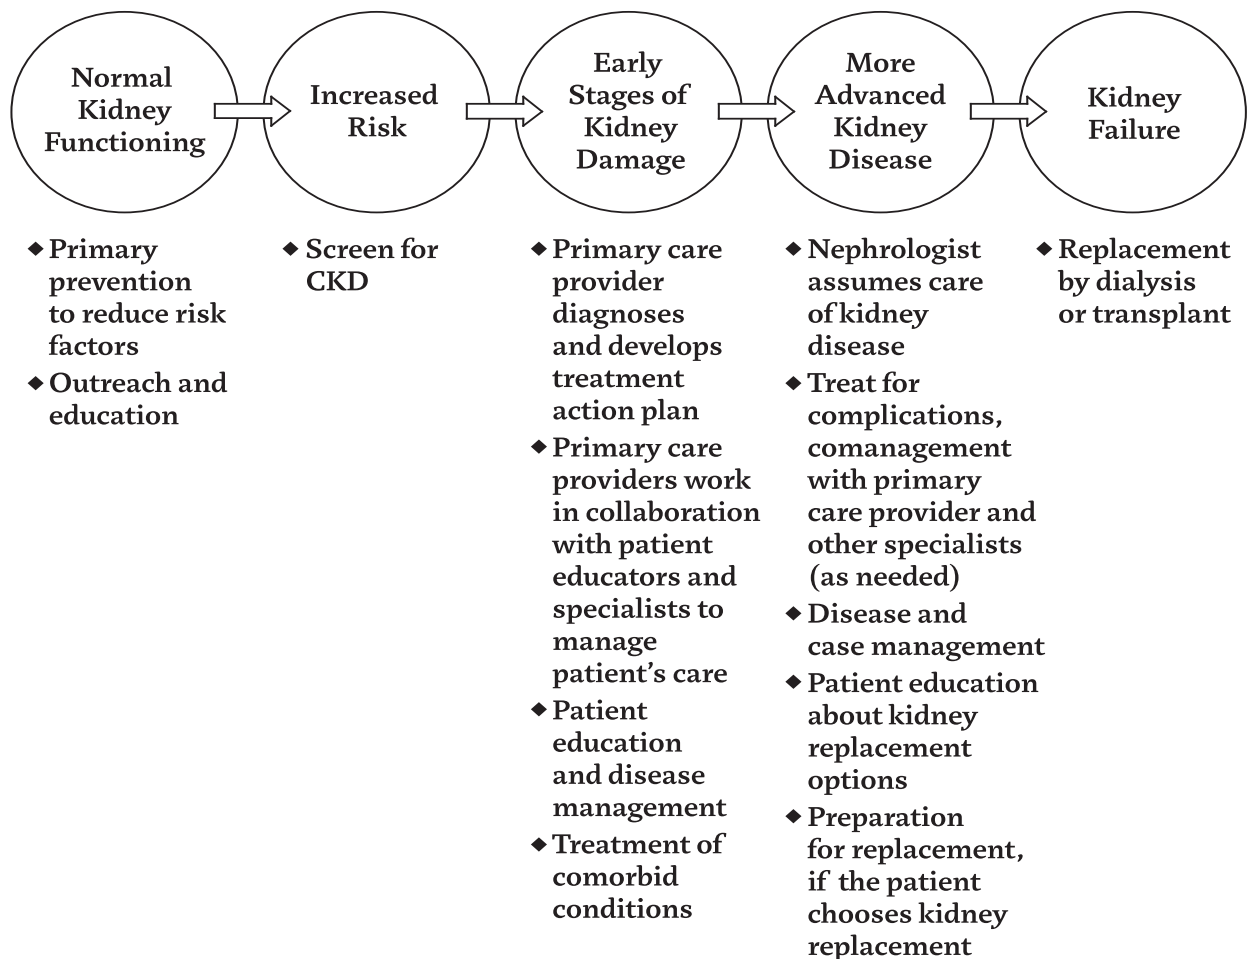 Normal
Kidney
Functioning
Increased
Risk
Early
Stages of
Kidney
Damage
More
Advanced
Kidney
Disease
Kidney
Failure
◆ Primary
prevention
to reduce risk
factors
◆ Outreach and
education
◆ Screen for
CKD
◆ Primary care
provider
diagnoses
and develops
treatment
action plan
◆ Primary care
providers work
in collaboration
with patient
educators and
specialists to
manage
patient’s care
◆ Patient
education
and disease
management
◆ Treatment of
comorbid
conditions
◆ Nephrologist
assumes care
of kidney
disease
◆ Treat for
complications,
comanagement
with primary
care provider and
other specialists
(as needed)
◆ Disease and
case management
◆ Patient education
about kidney
replacement
options
◆ Preparation
for replacement,
if the patient
chooses kidney
replacement
◆ Replacement
by dialysis
or transplant